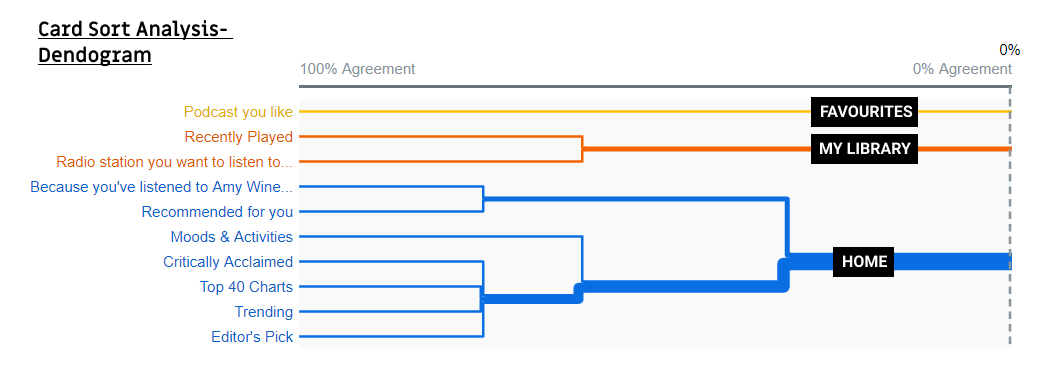 Card Sort Analysis-
Dendogram
0%
100% Agreement
0% Agreement
Podcast you like
FAVOURITES
Recently Played
MY LIBRARY
Radio station you want to listen to...
Because you've listened to Amy Wine...
Recommended for you
Moods & Activities
Critically Acclaimed
HOME
Top 40 Charts
Trending
Editor's Pick